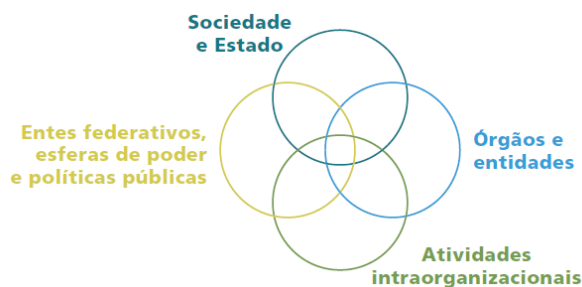 Sociedade
e Estado
Entes federativos,
esferas de poder
e políticas públicas
Órgãos e
entidades
Atividades
intraorganizacionais